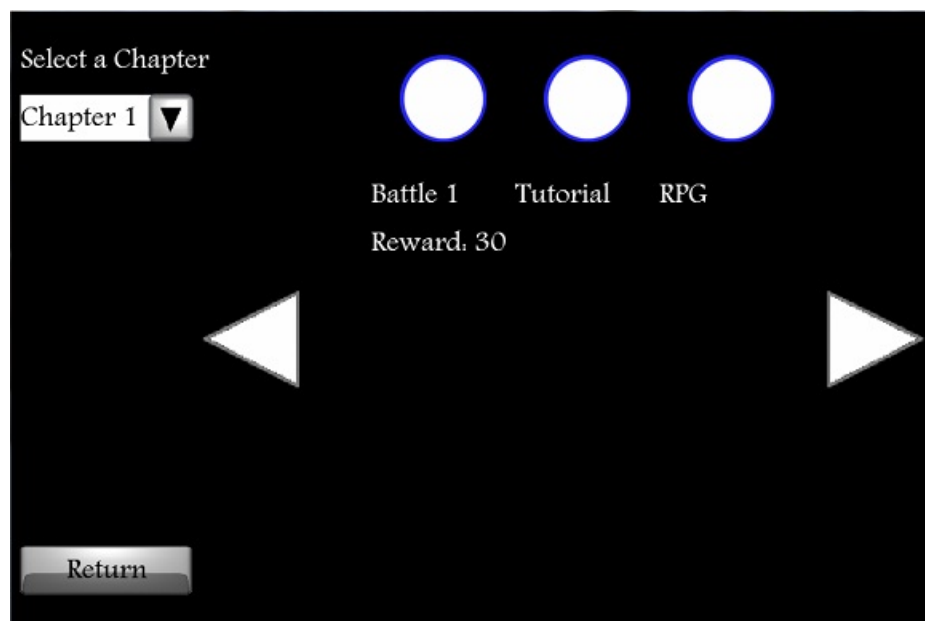 Select a Chapter
Chapter 1
Battle 1
Tutorial
RPG
Reward: 30
Return